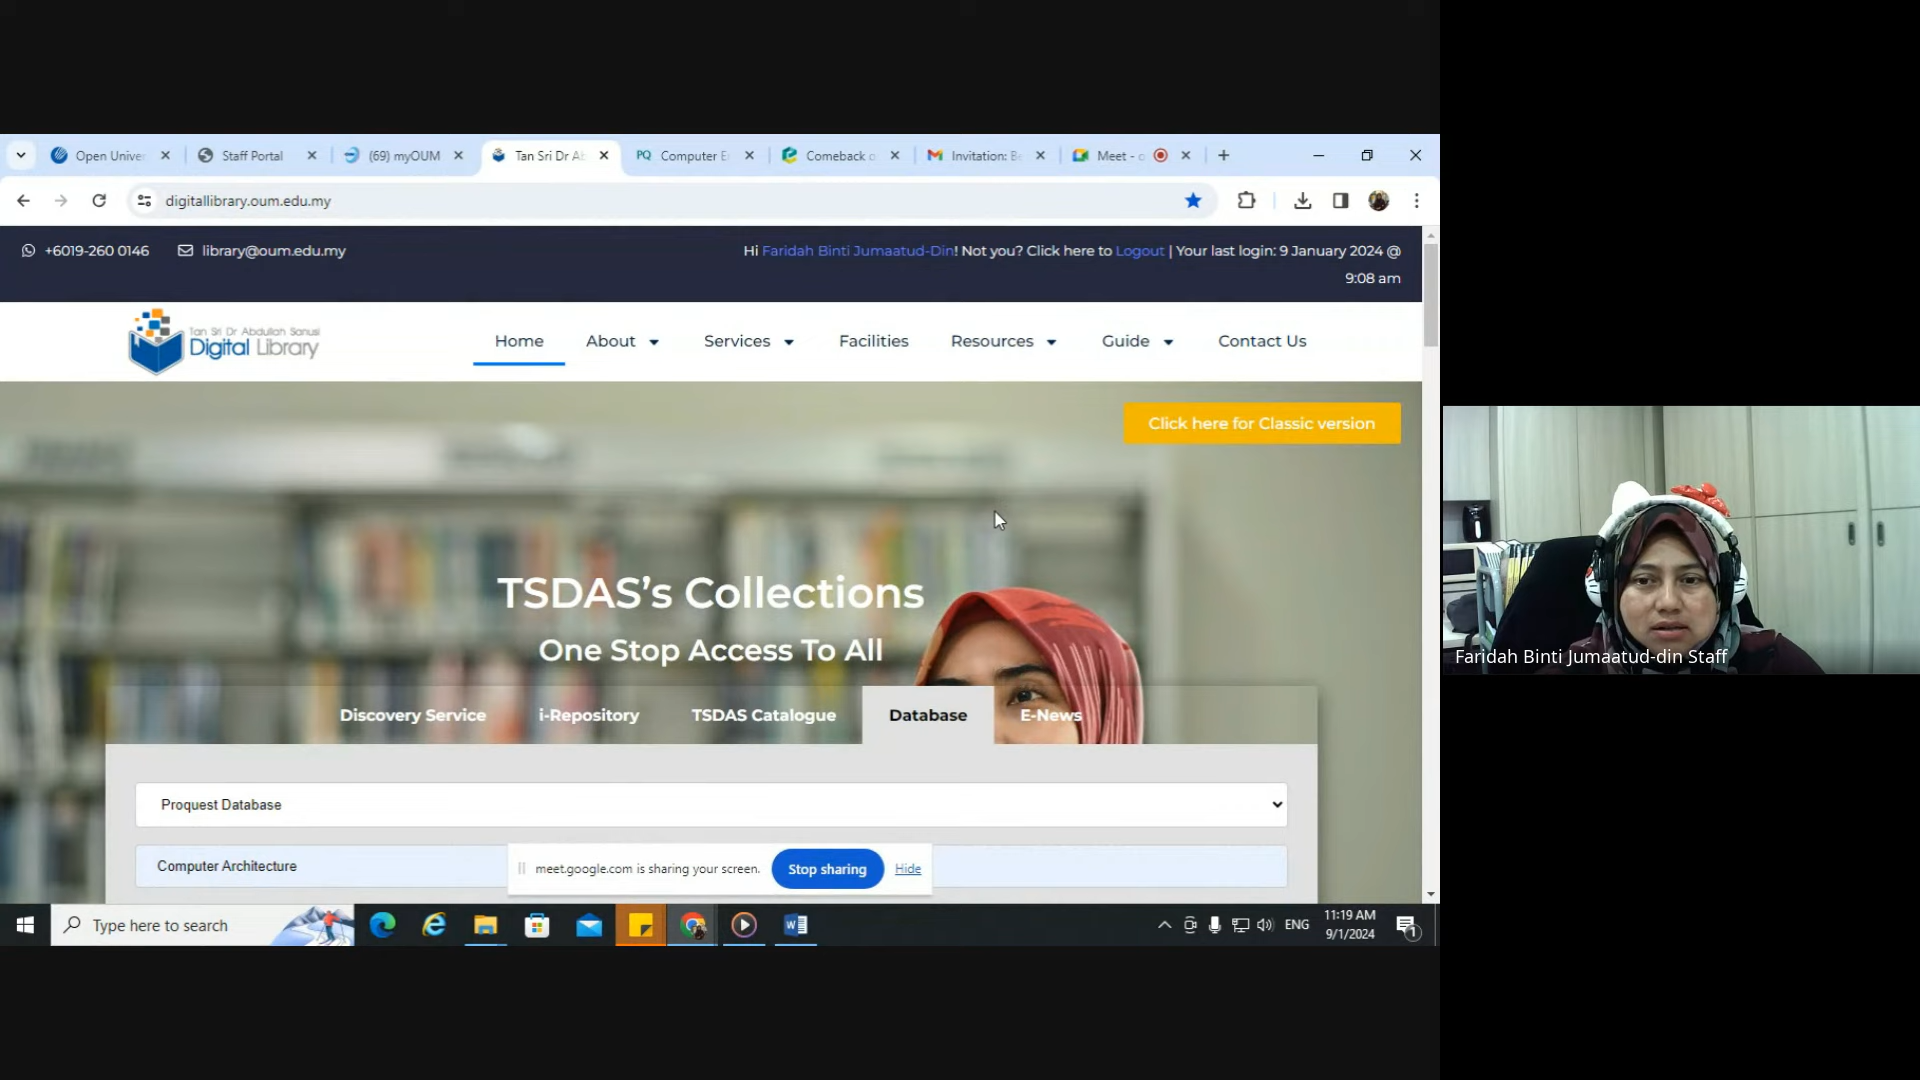 Open Unive
Staff Portal
(69) myOUM
Tan Sri Dr A
PQ Computer E
Comeback o
Invitation: B
Meet - o
digitallibrary.oum.edu.my
+6019-260 0146
library@oum.edu.my
Hi Faridah Binti Jumaatud-Din! Not you? Click here to Logout | Your last login: 9 January 2024 @
9:08 am
Tan Sri Dr Abdullah Sanusi
Digital Library
Home
About
Services
Facilities
Resources
Guide
Contact Us
Click here for Classic version
TSDAS’s Collections
One Stop Access To All
Discovery Service
i-Repository
TSDAS Catalogue
Database
E-News
Proquest Database
Computer Architecture
meet.google.com is sharing your screen.
Stop sharing
Hide
Faridah Binti Jumaatud-din Staff
Type here to search
ENG
11:19 AM
9/1/2024
1